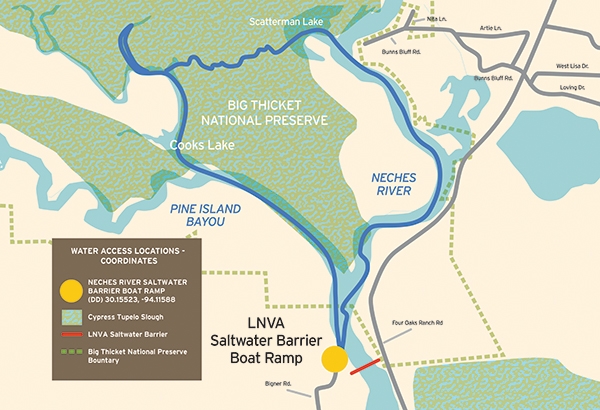 Scatterman Lake
Nita Ln.
Artie Ln.
Bunns Bluff Rd.
West Lisa Dr.
Bunns Bluff Rd.
Loving Dr.
BIG THICKET
NATIONAL PRESERVE
Cooks Lake
NECHES
RIVER
PINE ISLAND
BAYOU
WATER ACCESS LOCATIONS -
COORDINATES
NECHES RIVER SALTWATER
BARRIER BOAT RAMP
(DD) 30.15523, -94.11588
Cypress Tupelo Slough
LNVA Saltwater Barrier
Big Thicket National Preserve
Bountary
LNVA
Saltwater Barrier
Boat Ramp
Four Oaks Ranch Rd
Bigner Rd.